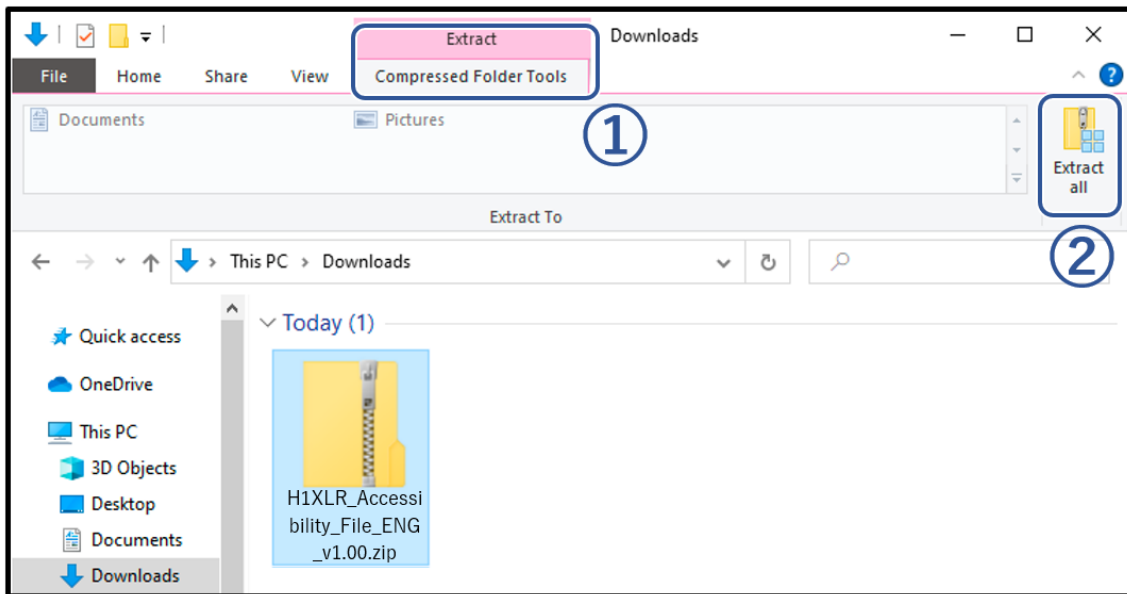 Extract
Downloads
File Home Share View Compressed Folder Tools
?
Documents
Pictures
①
Extract
all
Extract To
②
This PC > Downloads
Quick access
OneDrive
This PC
3D Objects
Desktop
Documents
Downloads
Today (1)
H1XLR_Accessi
bility_File_ENG
_v1.00.zip